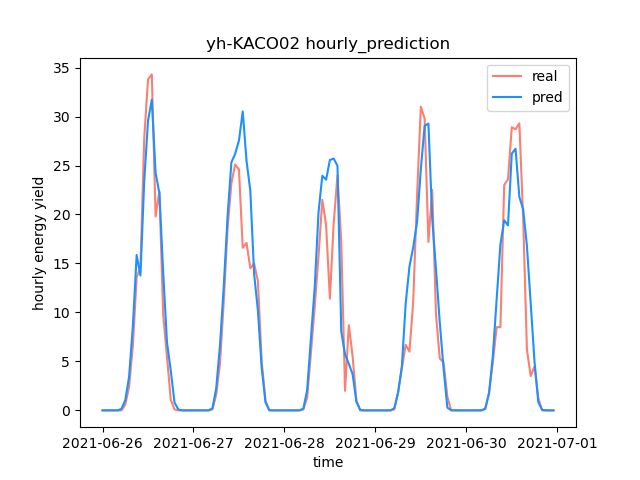 yh-KACO02 hourly_prediction
real
pred
hourly energy yield
35
30
25
20
15
10
5
0
2021-06-26 2021-06-27 2021-06-28 2021-06-29 2021-06-30 2021-07-01
time